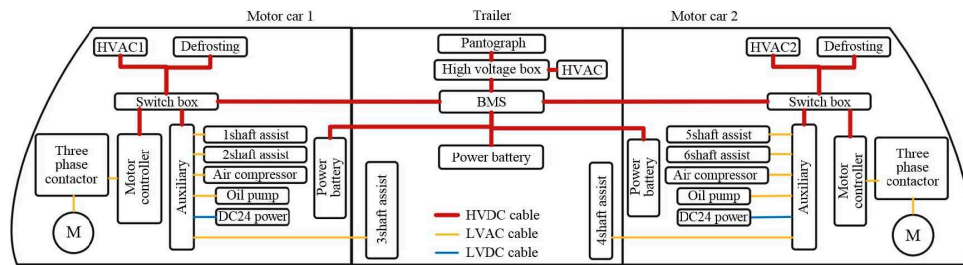 Motor car 1
Trailer
Motor car 2
HVAC1
Defrosting
Pantograph
High voltage box
HVAC
HVAC2
Defrosting
Switch box
BMS
Switch box
Three
phase
contactor
Motor
controller
Auxiliary
1shaft assist
2shaft assist
Air compressor
Oil pump
DC24 power
Power
battery
3shaft assist
Power battery
4shaft assist
Power
battery
5shaft assist
6shaft assist
Air compressor
Oil pump
DC24 power
Auxiliary
Motor
controller
Three
phase
contactor
M
HVDC cable
LVAC cable
LVDC cable
M